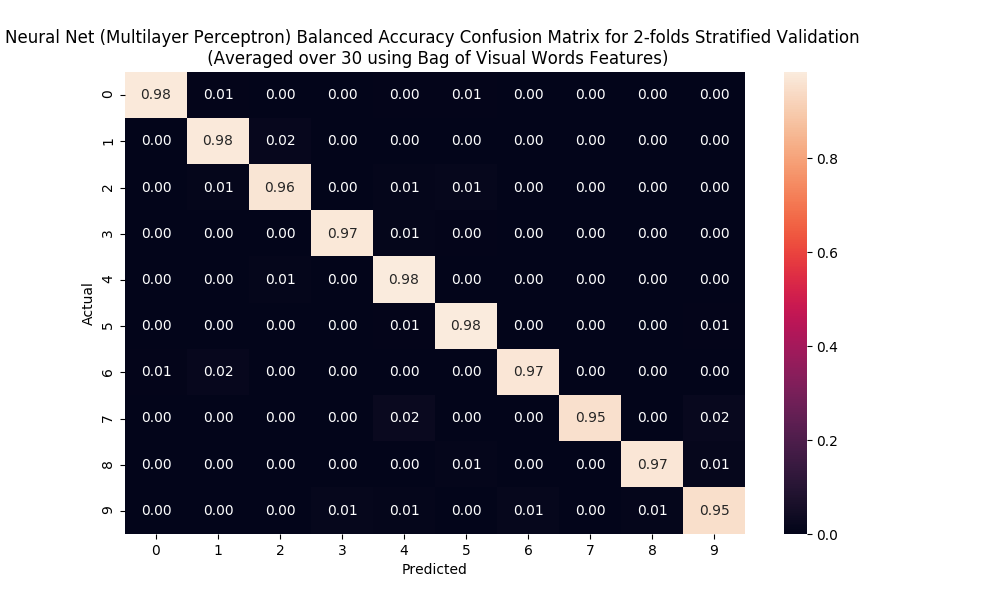 Neural Net (Multilayer Perceptron) Balanced Accuracy Confusion Matrix for 2-folds Stratified Validation
(Averaged over 30 using Bag of Visual Words Features)
0 0.98 0.01 0.00 0.00 0.00 0.01 0.00 0.00 0.00 0.00
1 0.00 0.98 0.02 0.00 0.00 0.00 0.00 0.00 0.00 0.00
0.8
2 0.00 0.01 0.96 0.00 0.01 0.01 0.00 0.00 0.00 0.00
3 0.00 0.00 0.00 0.97 0.01 0.00 0.00 0.00 0.00 0.00
0.6
4 0.00 0.00 0.01 0.00 0.98 0.00 0.00 0.00 0.00 0.00
Actual
5 0.00 0.00 0.00 0.00 0.01 0.98 0.00 0.00 0.00 0.01
0.4
6 0.01 0.02 0.00 0.00 0.00 0.00 0.97 0.00 0.00 0.00
7 0.00 0.00 0.00 0.00 0.02 0.00 0.00 0.95 0.00 0.02
0.2
8 0.00 0.00 0.00 0.00 0.00 0.01 0.00 0.00 0.97 0.01
9 0.00 0.00 0.00 0.01 0.01 0.00 0.01 0.00 0.01 0.95
0.0
0 1 2 3 4 5 6 7 8 9
Predicted